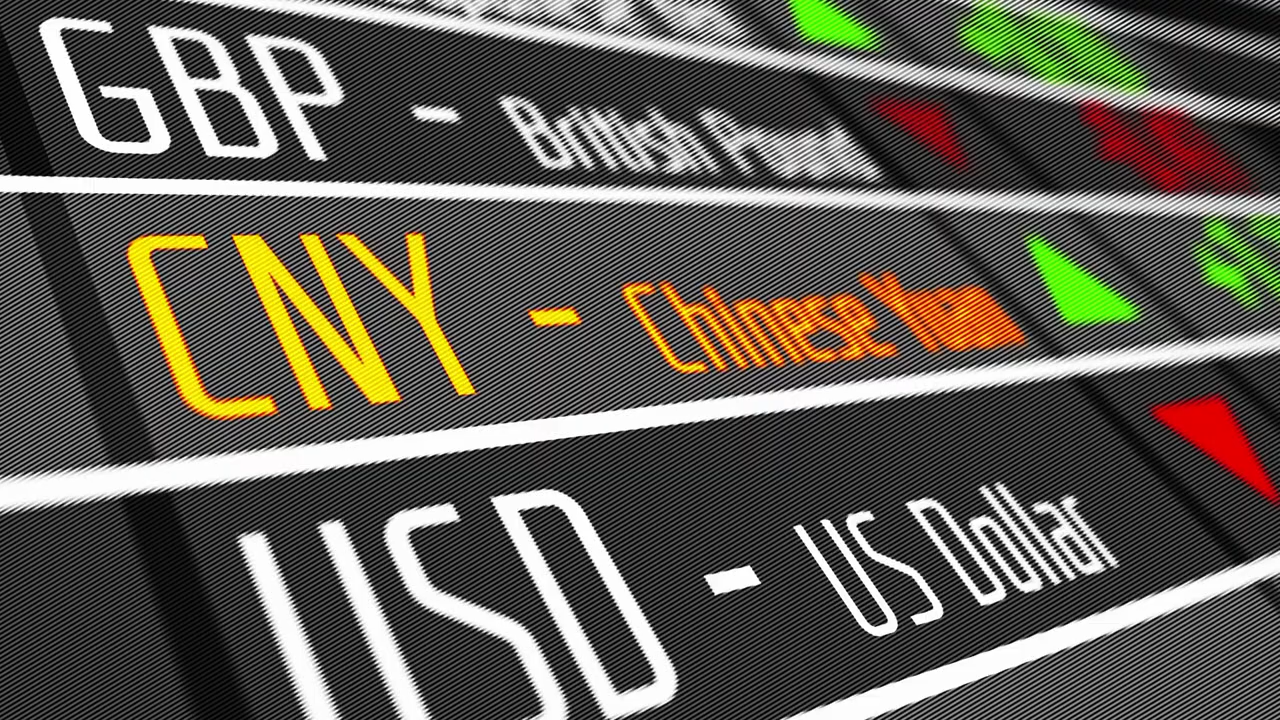 GBP - British Pound
CNY - Chinese Yuan
USD - US Dollar